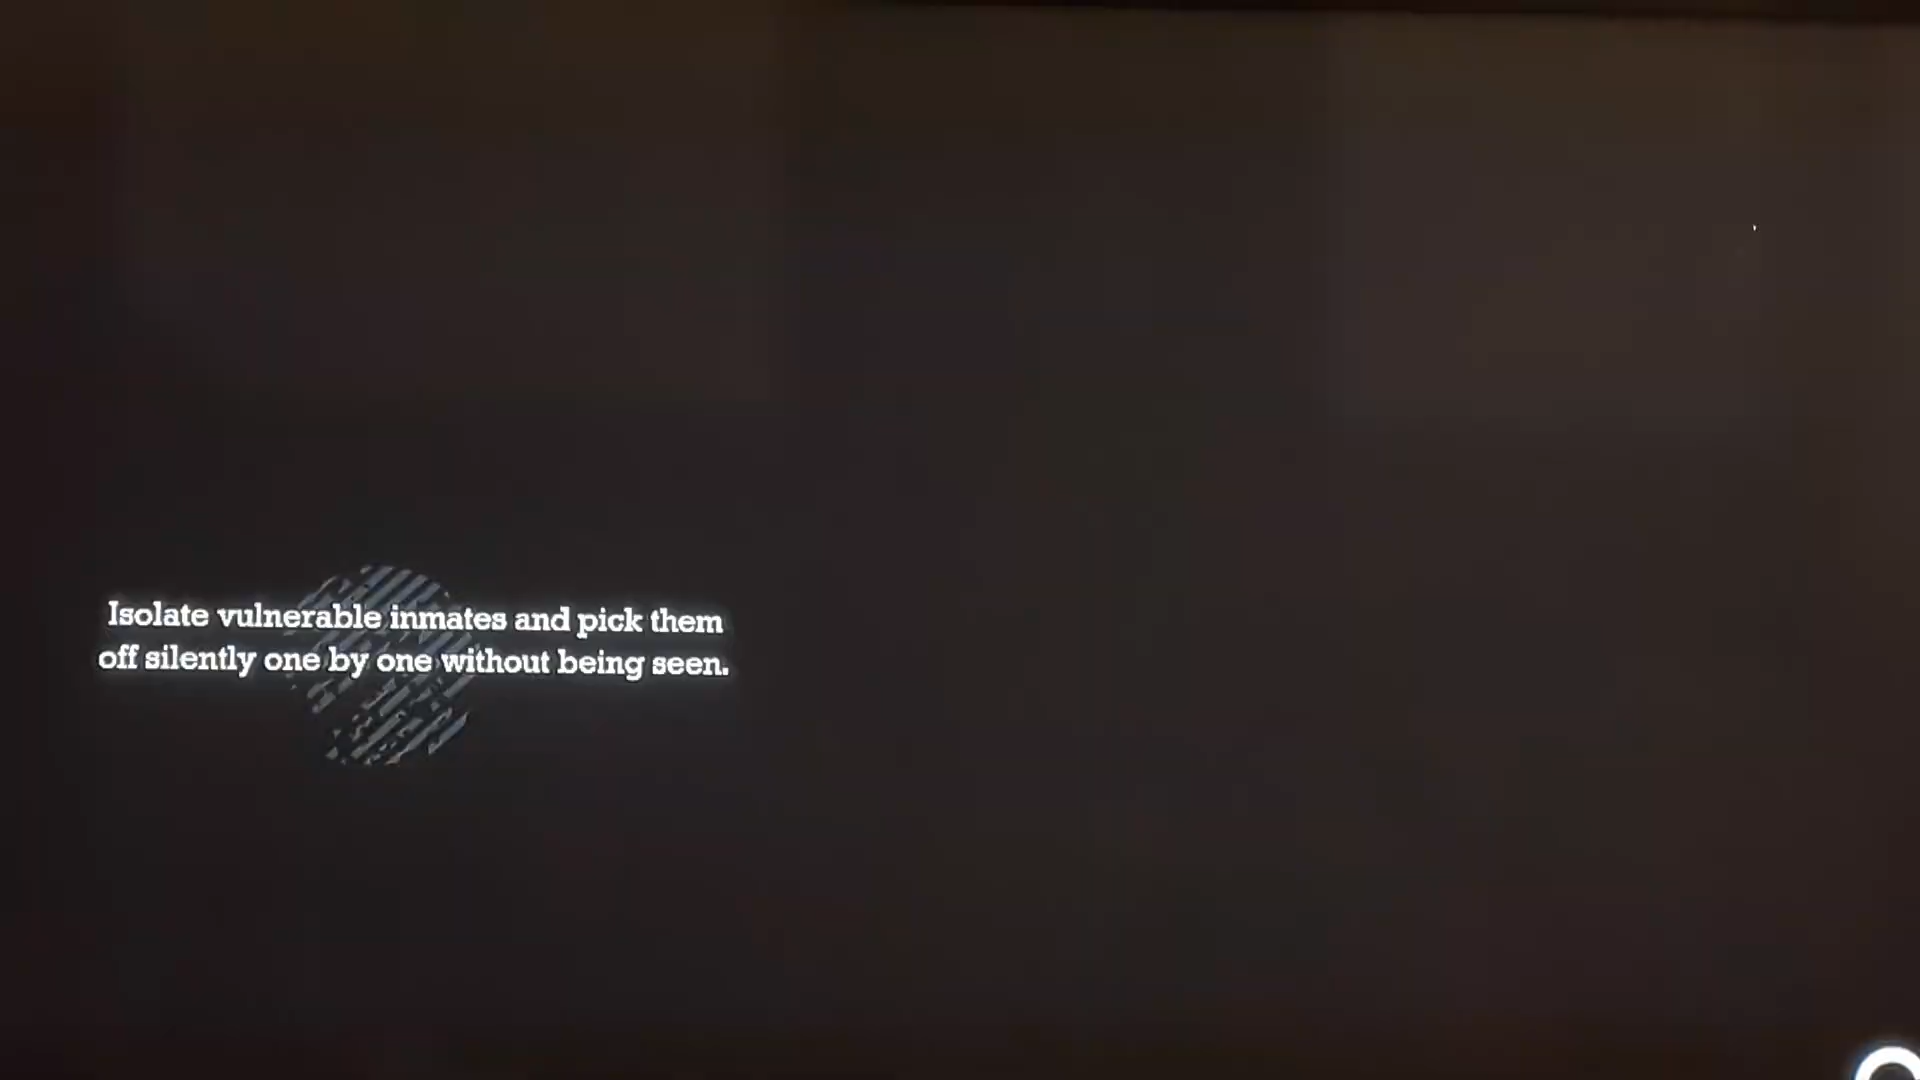 Isolate vulnerable inmates and pick them
off silently one by one without being seen.